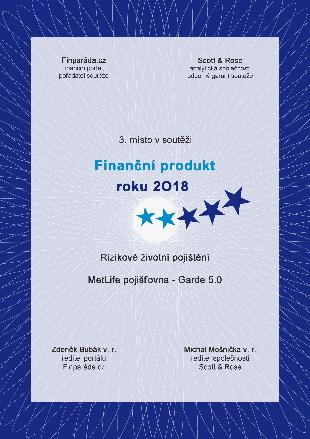 Finparáda.cz
finanční portál
pořadatel soutěže
Scott & Rose
analytická společnost
odborný garant soutěže
3. místo v soutěži
Finanční produkt
roku 2018
Rizikové životní pojištění
MetLife pojišťovna - Garde 5.0
Zdeněk Bubák v. r.
ředitel portálu
Finparáda.cz
Michal Mošnička v. r.
ředitel společnosti
Scott & Rose